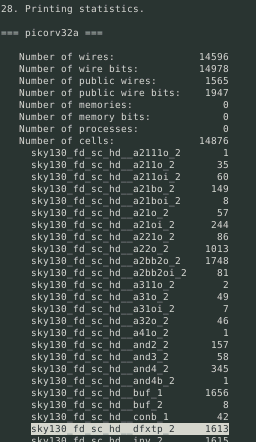 28. Printing statistics.
=== picorv32a ===
Number of wires: 14596
Number of wire bits: 14978
Number of public wires: 1565
Number of public wire bits: 1947
Number of memories: 0
Number of memory bits: 0
Number of processes: 0
Number of cells: 14876
sky130_fd_sc_hd__a2111o_2 1
sky130_fd_sc_hd__a211o_2 35
sky130_fd_sc_hd__a211oi_2 60
sky130_fd_sc_hd__a21bo_2 149
sky130_fd_sc_hd__a21boi_2 8
sky130_fd_sc_hd__a21o_2 57
sky130_fd_sc_hd__a21oi_2 244
sky130_fd_sc_hd__a221o_2 86
sky130_fd_sc_hd__a22o_2 1013
sky130_fd_sc_hd__a2bb2o_2 1748
sky130_fd_sc_hd__a2bb2oi_2 81
sky130_fd_sc_hd__a311o_2 2
sky130_fd_sc_hd__a31o_2 49
sky130_fd_sc_hd__a31oi_2 7
sky130_fd_sc_hd__a32o_2 46
sky130_fd_sc_hd__a41o_2 1
sky130_fd_sc_hd__and2_2 157
sky130_fd_sc_hd__and3_2 58
sky130_fd_sc_hd__and4_2 345
sky130_fd_sc_hd__and4b_2 1
sky130_fd_sc_hd__buf_1 1656
sky130_fd_sc_hd__buf_2 8
sky130_fd_sc_hd__conb_1 42
sky130_fd_sc_hd__dfxtp_2 1613
sky130_fd_sc_hd__inv_2 1615